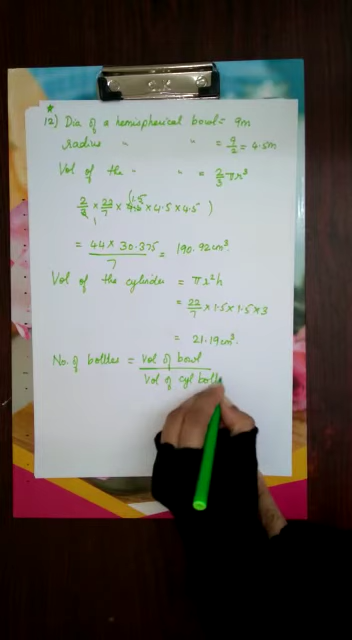 12) Dia of a hemispherical bowl = 9m
radius " " = 9/2 = 4.5m
Vol of the " " = 2/3 πr³
2/3 × 22/7 × (1.5 4.5 × 4.5 × 4.5)
1
= 44 × 30.375 / 7 = 190.92cm³.
Vol of the cylinder = πr²h
= 22/7 × 1.5 × 1.5 × 3
= 21.19cm³.
No. of bottles = Vol of bowl / Vol of cyl bottle